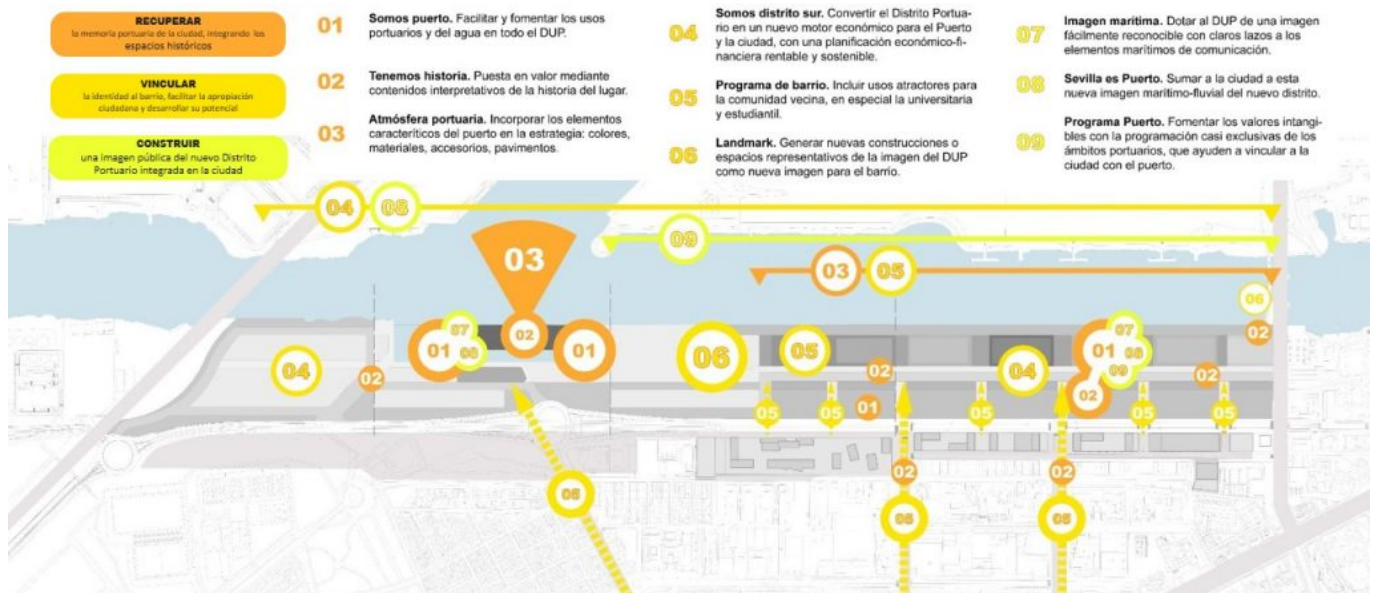 RECUPERAR
la memoria portuaria de la ciudad, integrando los
espacios históricos
VINCULAR
la identidad al barrio, facilitar la apropiación
ciudadana y desarrollar su potencial
CONSTRUIR
una imagen pública del nuevo Distrito
Portuario integrada en la ciudad
01
Somos puerto. Facilitar y fomentar los usos
portuarios y del agua en todo el DUP.
02
Tenemos historia. Puesta en valor mediante
contenidos interpretativos de la historia del lugar.
03
Atmósfera portuaria. Incorporar los elementos
caracteríticos del puerto en la estrategia: colores,
materiales, accesorios, pavimentos.
04
Somos distrito sur. Convertir el Distrito Portua-
rio en un nuevo motor económico para el Puerto
y la ciudad, con una planificación económico-fi-
nanciera rentable y sostenible.
05
Programa de barrio. Incluir usos atractores para
la comunidad vecina, en especial la universitaria
y estudiantil.
06
Landmark. Generar nuevas construcciones o
espacios representativos de la imagen del DUP
como nueva imagen para el barrio.
07
Imagen marítima. Dotar al DUP de una imagen
fácilmente reconocible con claros lazos a los
elementos marítimos de comunicación.
08
Sevilla es Puerto. Sumar a la ciudad a esta
nueva imagen marítimo-fluvial del nuevo distrito.
09
Programa Puerto. Fomentar los valores intangi-
bles con la programación casi exclusivas de los
ámbitos portuarios, que ayuden a vincular a la
ciudad con el puerto.
04 08
09
03
03 05
06
02
07
01 08
02
01
06
05
02
04
07
01 08
09
02
02
04
02
05
05
01
05
05
05
05
02
02
05
05
05